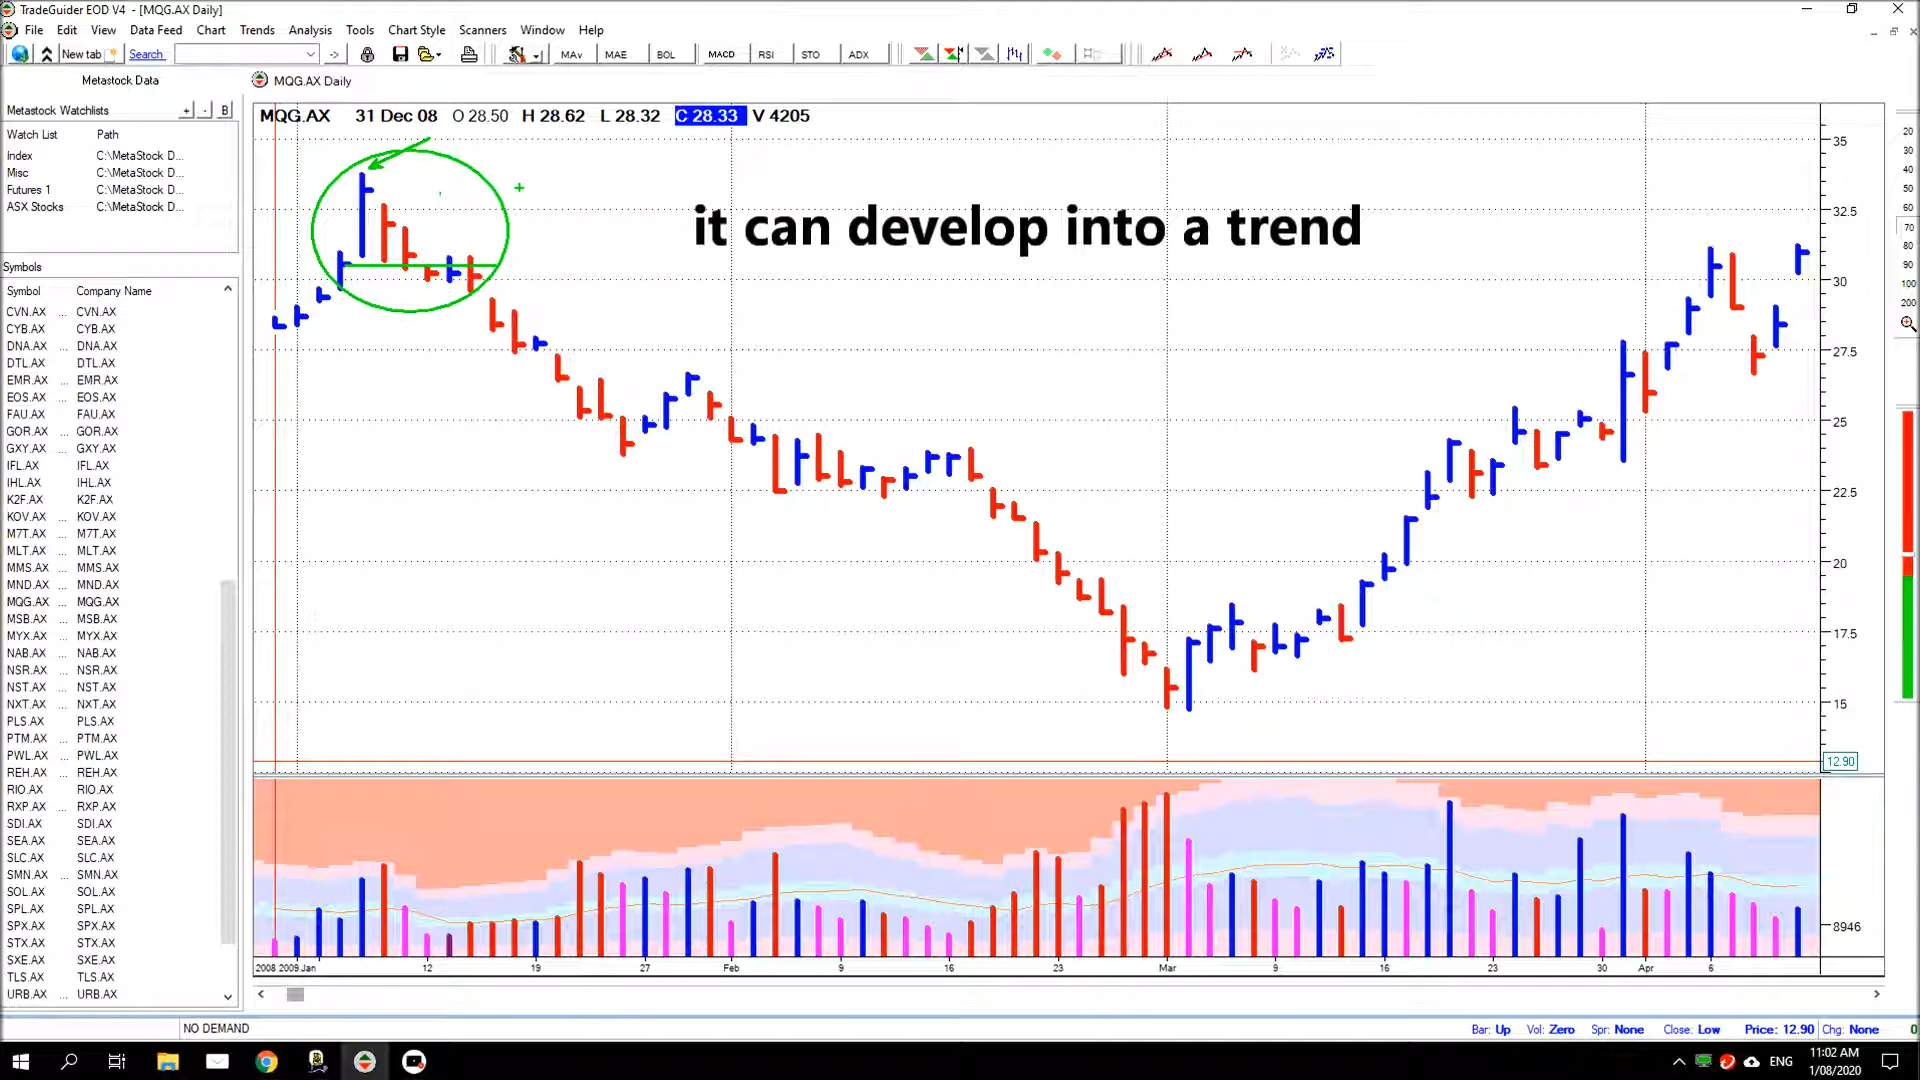 TradeGuider EOD V4 - [MQG.AX Daily]
File Edit View Data Feed Chart Trends Analysis Tools Chart Style Scanners Window Help
New tab Search -> MAv MAE BOL MACD RSI STO ADX
Metastock Data
MQG.AX Daily
Metastock Watchlists + - B
Watch List Path
Index C:\MetaStock D...
Misc C:\MetaStock D...
Futures 1 C:\MetaStock D...
ASX Stocks C:\MetaStock D...
Symbols
Symbol Company Name
CVN.AX ... CVN.AX
CYB.AX CYB.AX
DNA.AX ... DNA.AX
DTL.AX DTL.AX
EMR.AX ... EMR.AX
EOS.AX ... EOS.AX
FAU.AX FAU.AX
GOR.AX ... GOR.AX
GXY.AX ... GXY.AX
IFL.AX IFL.AX
IHL.AX IHL.AX
K2F.AX K2F.AX
KOV.AX ... KOV.AX
M7T.AX ... M7T.AX
MLT.AX ... MLT.AX
MMS.AX ... MMS.AX
MND.AX ... MND.AX
MQG.AX ... MQG.AX
MSB.AX ... MSB.AX
MYX.AX ... MYX.AX
NAB.AX ... NAB.AX
NSR.AX ... NSR.AX
NST.AX ... NST.AX
NXT.AX ... NXT.AX
PLS.AX ... PLS.AX
PTM.AX ... PTM.AX
PWL.AX ... PWL.AX
REH.AX ... REH.AX
RIO.AX RIO.AX
RXP.AX ... RXP.AX
SDI.AX SDI.AX
SEA.AX SEA.AX
SLC.AX ... SLC.AX
SMN.AX ... SMN.AX
SOL.AX ... SOL.AX
SPL.AX ... SPL.AX
SPX.AX ... SPX.AX
STX.AX ... STX.AX
SXE.AX ... SXE.AX
TLS.AX ... TLS.AX
URB.AX ... URB.AX
MQG.AX 31 Dec 08 O 28.50 H 28.62 L 28.32 C 28.33 V 4205
it can develop into a trend
35
32.5
30
27.5
25
22.5
20
17.5
15
12.90
8946
20
30
40
50
60
70
80
90
100
200
2008 2009 Jan 12 19 27 Feb 9 16 23 Mar 9 16 23 30 Apr 6
NO DEMAND
Bar: Up Vol: Zero Spr: None Close: Low Price: 12.90 Chg: None 0
ENG
11:02 AM
1/08/2020